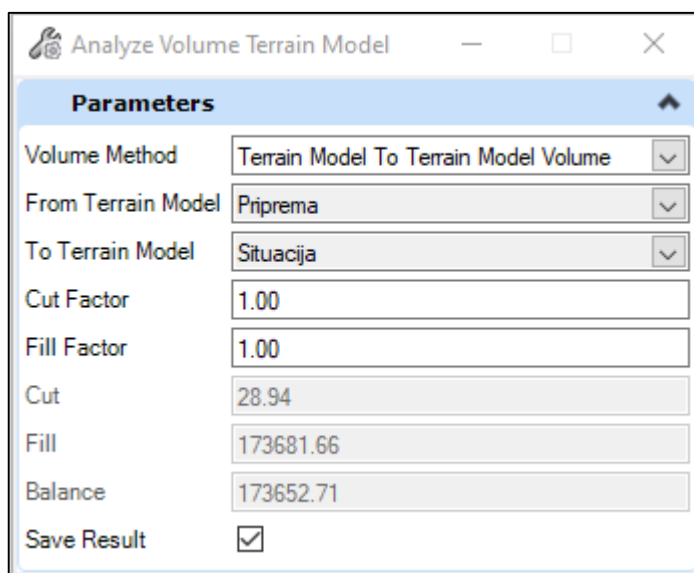 Analyze Volume Terrain Model
Parameters
Volume Method Terrain Model To Terrain Model Volume
From Terrain Model Priprema
To Terrain Model Situacija
Cut Factor 1.00
Fill Factor 1.00
Cut 28.94
Fill 173681.66
Balance 173652.71
Save Result